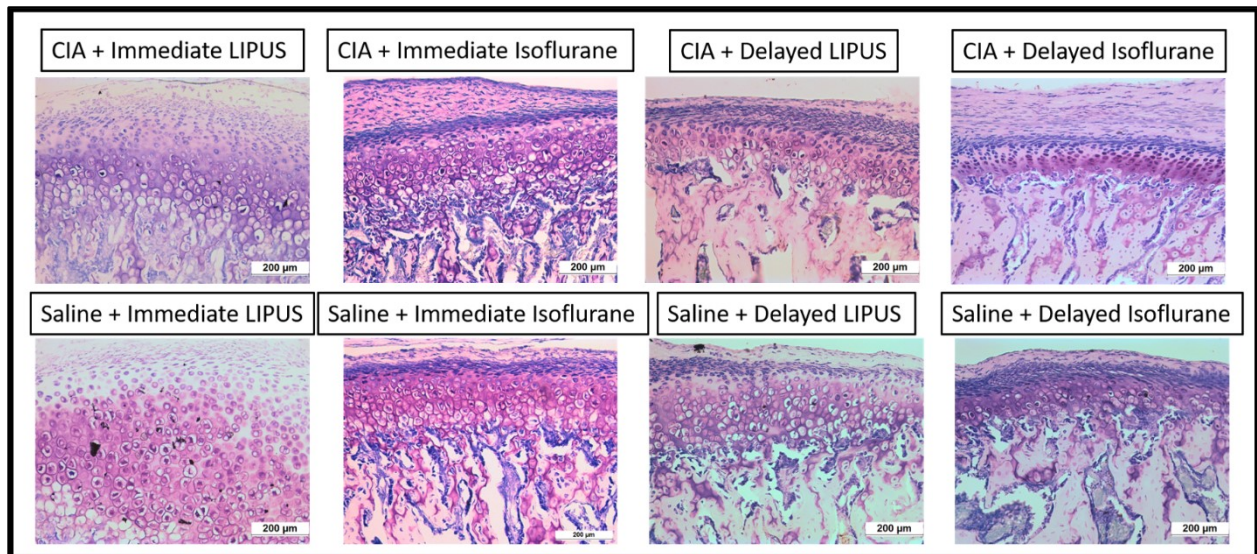 CIA + Immediate LIPUS
CIA + Immediate Isoflurane
CIA + Delayed LIPUS
CIA + Delayed Isoflurane
200 µm
200 µm
200 µm
200 µm
Saline + Immediate LIPUS
Saline + Immediate Isoflurane
Saline + Delayed LIPUS
Saline + Delayed Isoflurane
200 µm
200 µm
200 µm
200 µm